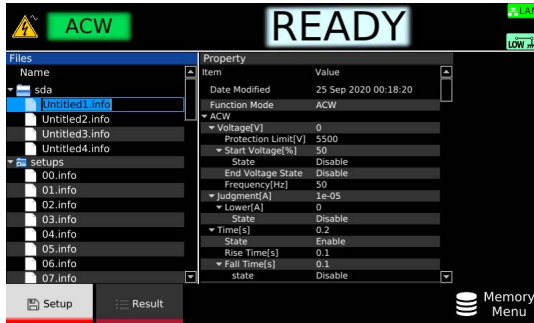 ACW
READY
LAN
LOW
Files
Name
sda
Untitled1.info
Untitled2.info
Untitled3.info
Untitled4.info
setups
00.info
01.info
02.info
03.info
04.info
05.info
06.info
07.info
Property
Item Value
Date Modified 25 Sep 2020 00:18:20
Function Mode ACW
ACW
Voltage[V] 0
Protection Limit[V] 5500
Start Voltage[%] 50
State Disable
End Voltage State Disable
Frequency[Hz] 50
Judgment[A] 1e-05
Lower[A] 0
State Disable
Time[s] 0.2
State Enable
Rise Time[s] 0.1
Fall Time[s] 0.1
state Disable
Setup
Result
Memory
Menu